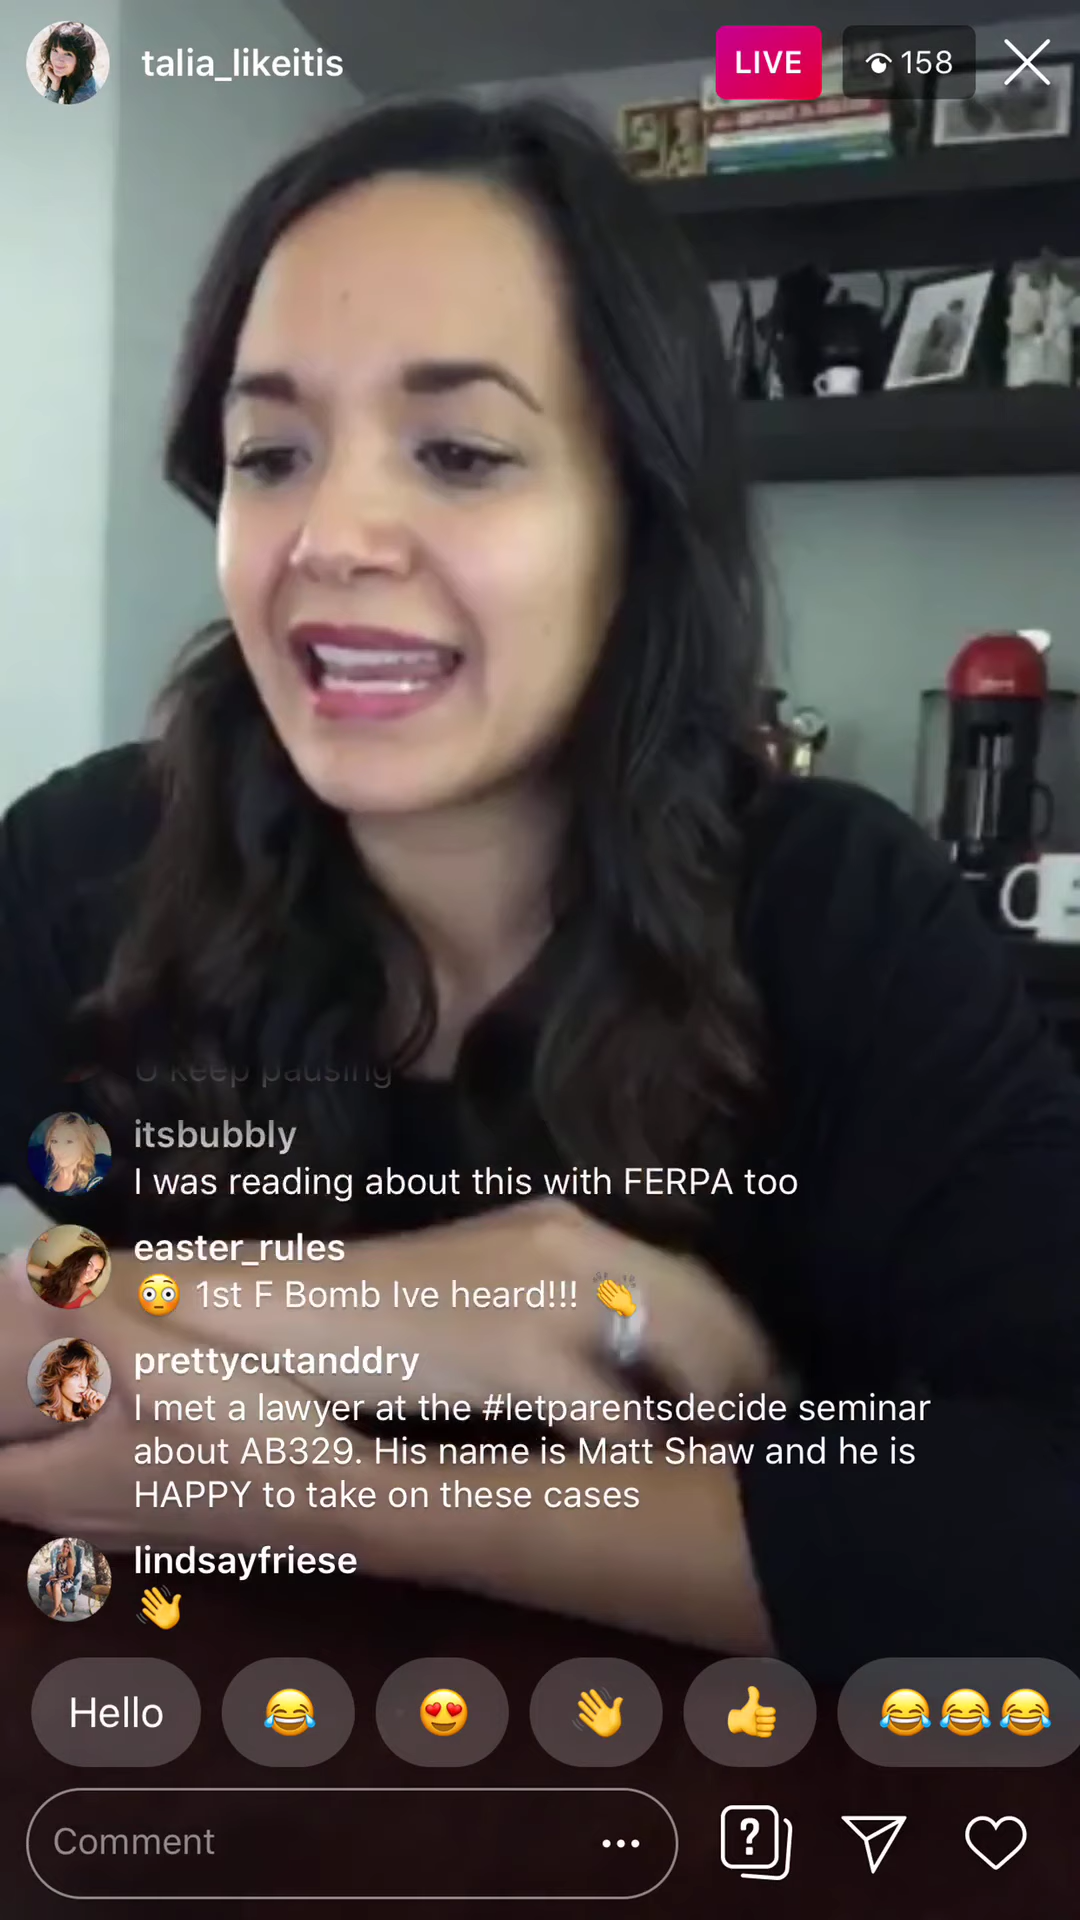 talia_likeitis
LIVE
158
U keep pausing
itsbubbly
I was reading about this with FERPA too
easter_rules
😳 1st F Bomb Ive heard!!! 👏
prettycutanddry
I met a lawyer at the #letparentsdecide seminar
about AB329. His name is Matt Shaw and he is
HAPPY to take on these cases
lindsayfriese
👋
Hello 😂 😍 👋 👍 😂😂😂
Comment